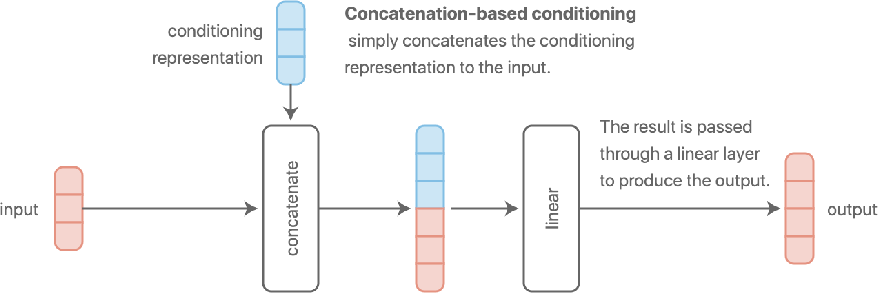 conditioning
representation
Concatenation-based conditioning
simply concatenates the conditioning
representation to the input.
input
concatenate
linear
The result is passed
through a linear layer
to produce the output.
output